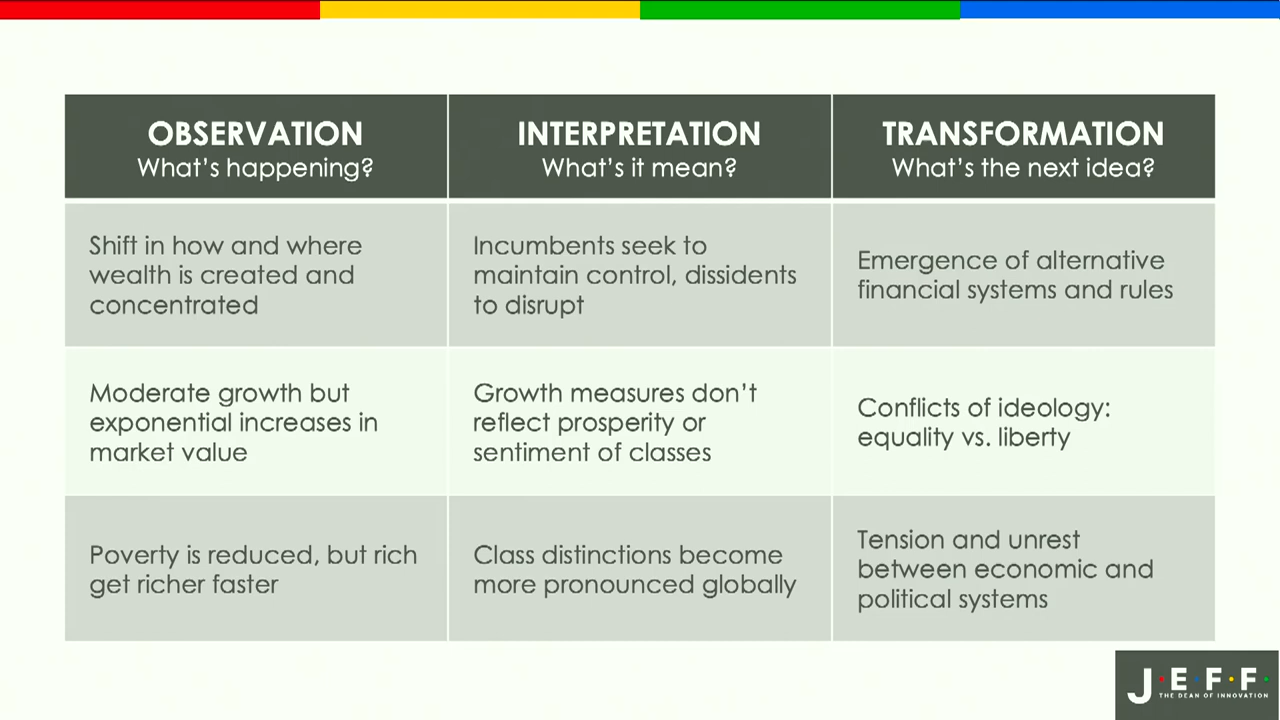 OBSERVATION
What's happening?
INTERPRETATION
What's it mean?
TRANSFORMATION
What's the next idea?
Shift in how and where
wealth is created and
concentrated
Incumbents seek to
maintain control, dissidents
to disrupt
Emergence of alternative
financial systems and rules
Moderate growth but
exponential increases in
market value
Growth measures don't
reflect prosperity or
sentiment of classes
Conflicts of ideology:
equality vs. liberty
Poverty is reduced, but rich
get richer faster
Class distinctions become
more pronounced globally
Tension and unrest
between economic and
political systems
J·E·F·F·
THE DEAN OF INNOVATION